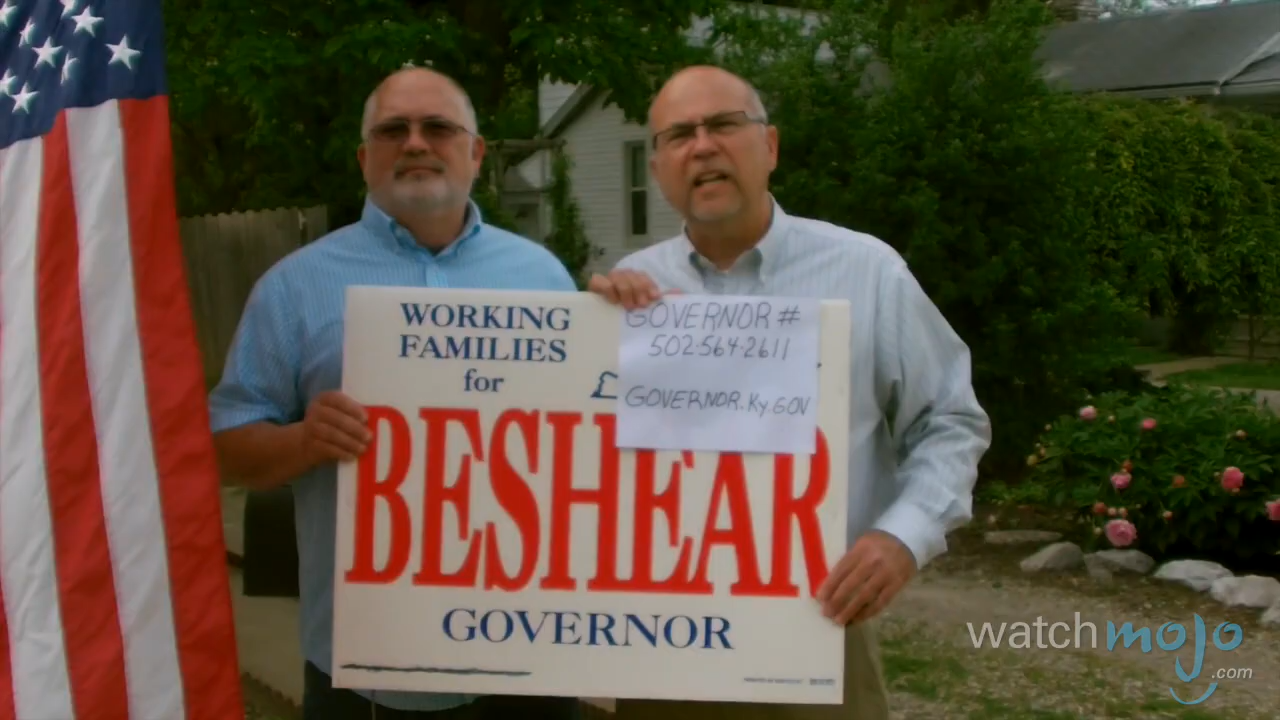 WORKING
FAMILIES
for
BESHEAR
GOVERNOR
GOVERNOR #
502-564-2611
GOVERNOR.Ky.GOV
watchmojo
.com